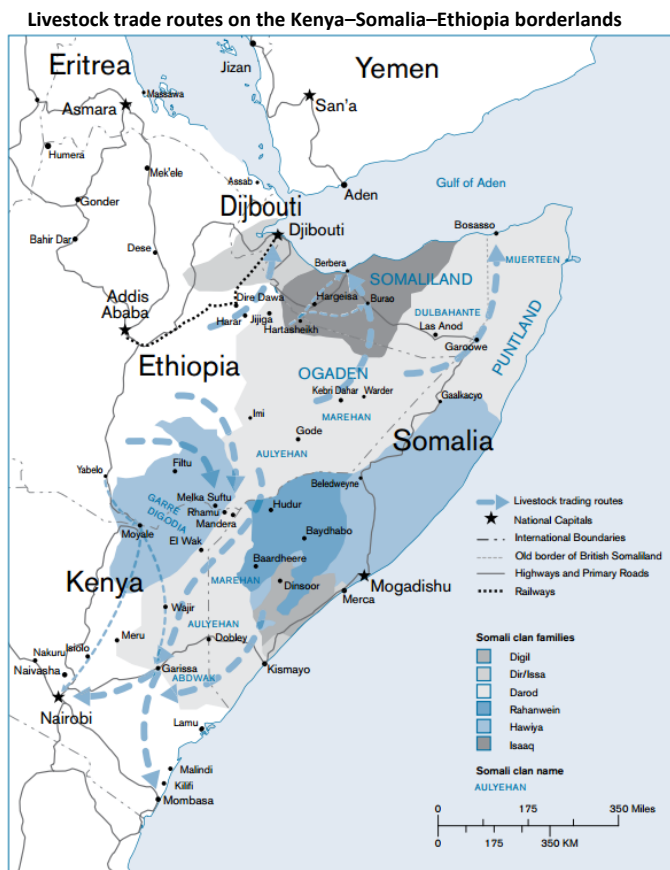 Livestock trade routes on the Kenya–Somalia–Ethiopia borderlands
Eritrea
Jizan
Yemen
Massawa
Asmara
San'a
Humera
Mek'ele
Assab
Aden
Gulf of Aden
Gonder
Djibouti
Djibouti
Bosasso
Bahir Dar
Dese
Berbera
MUERTEEN
SOMALILAND
Addis
Ababa
Dire Dawa
Hargeisa
Burao
Harar
Jijiga
Hartasheikh
DULBAHANTE
Las Anod
PUNTLAND
Garoowe
Ethiopia
OGADEN
Kebri Dahar
Warder
Gaalkacyo
Imi
MAREHAN
Gode
Somalia
AULYEHAN
Filtu
Yabelo
Beledweyne
Melka Suftu
GARRE
DIGODIA
Rhamu
Mandera
Hudur
Moyale
El Wak
Baydhabo
Baardheere
Kenya
MAREHAN
Dinsoor
Mogadishu
Merca
Wajir
AULYEHAN
Meru
Dobley
Nakuru
Isiolo
Naivasha
Garissa
ABDWAK
Kismayo
Nairobi
Lamu
Malindi
Kilifi
Mombasa
Livestock trading routes
National Capitals
International Boundaries
Old border of British Somaliland
Highways and Primary Roads
Railways
Somali clan families
Digil
Dir/Issa
Darod
Rahanwein
Hawiya
Isaaq
Somali clan name
AULYEHAN
0 175 350 Miles
0 175 350 KM